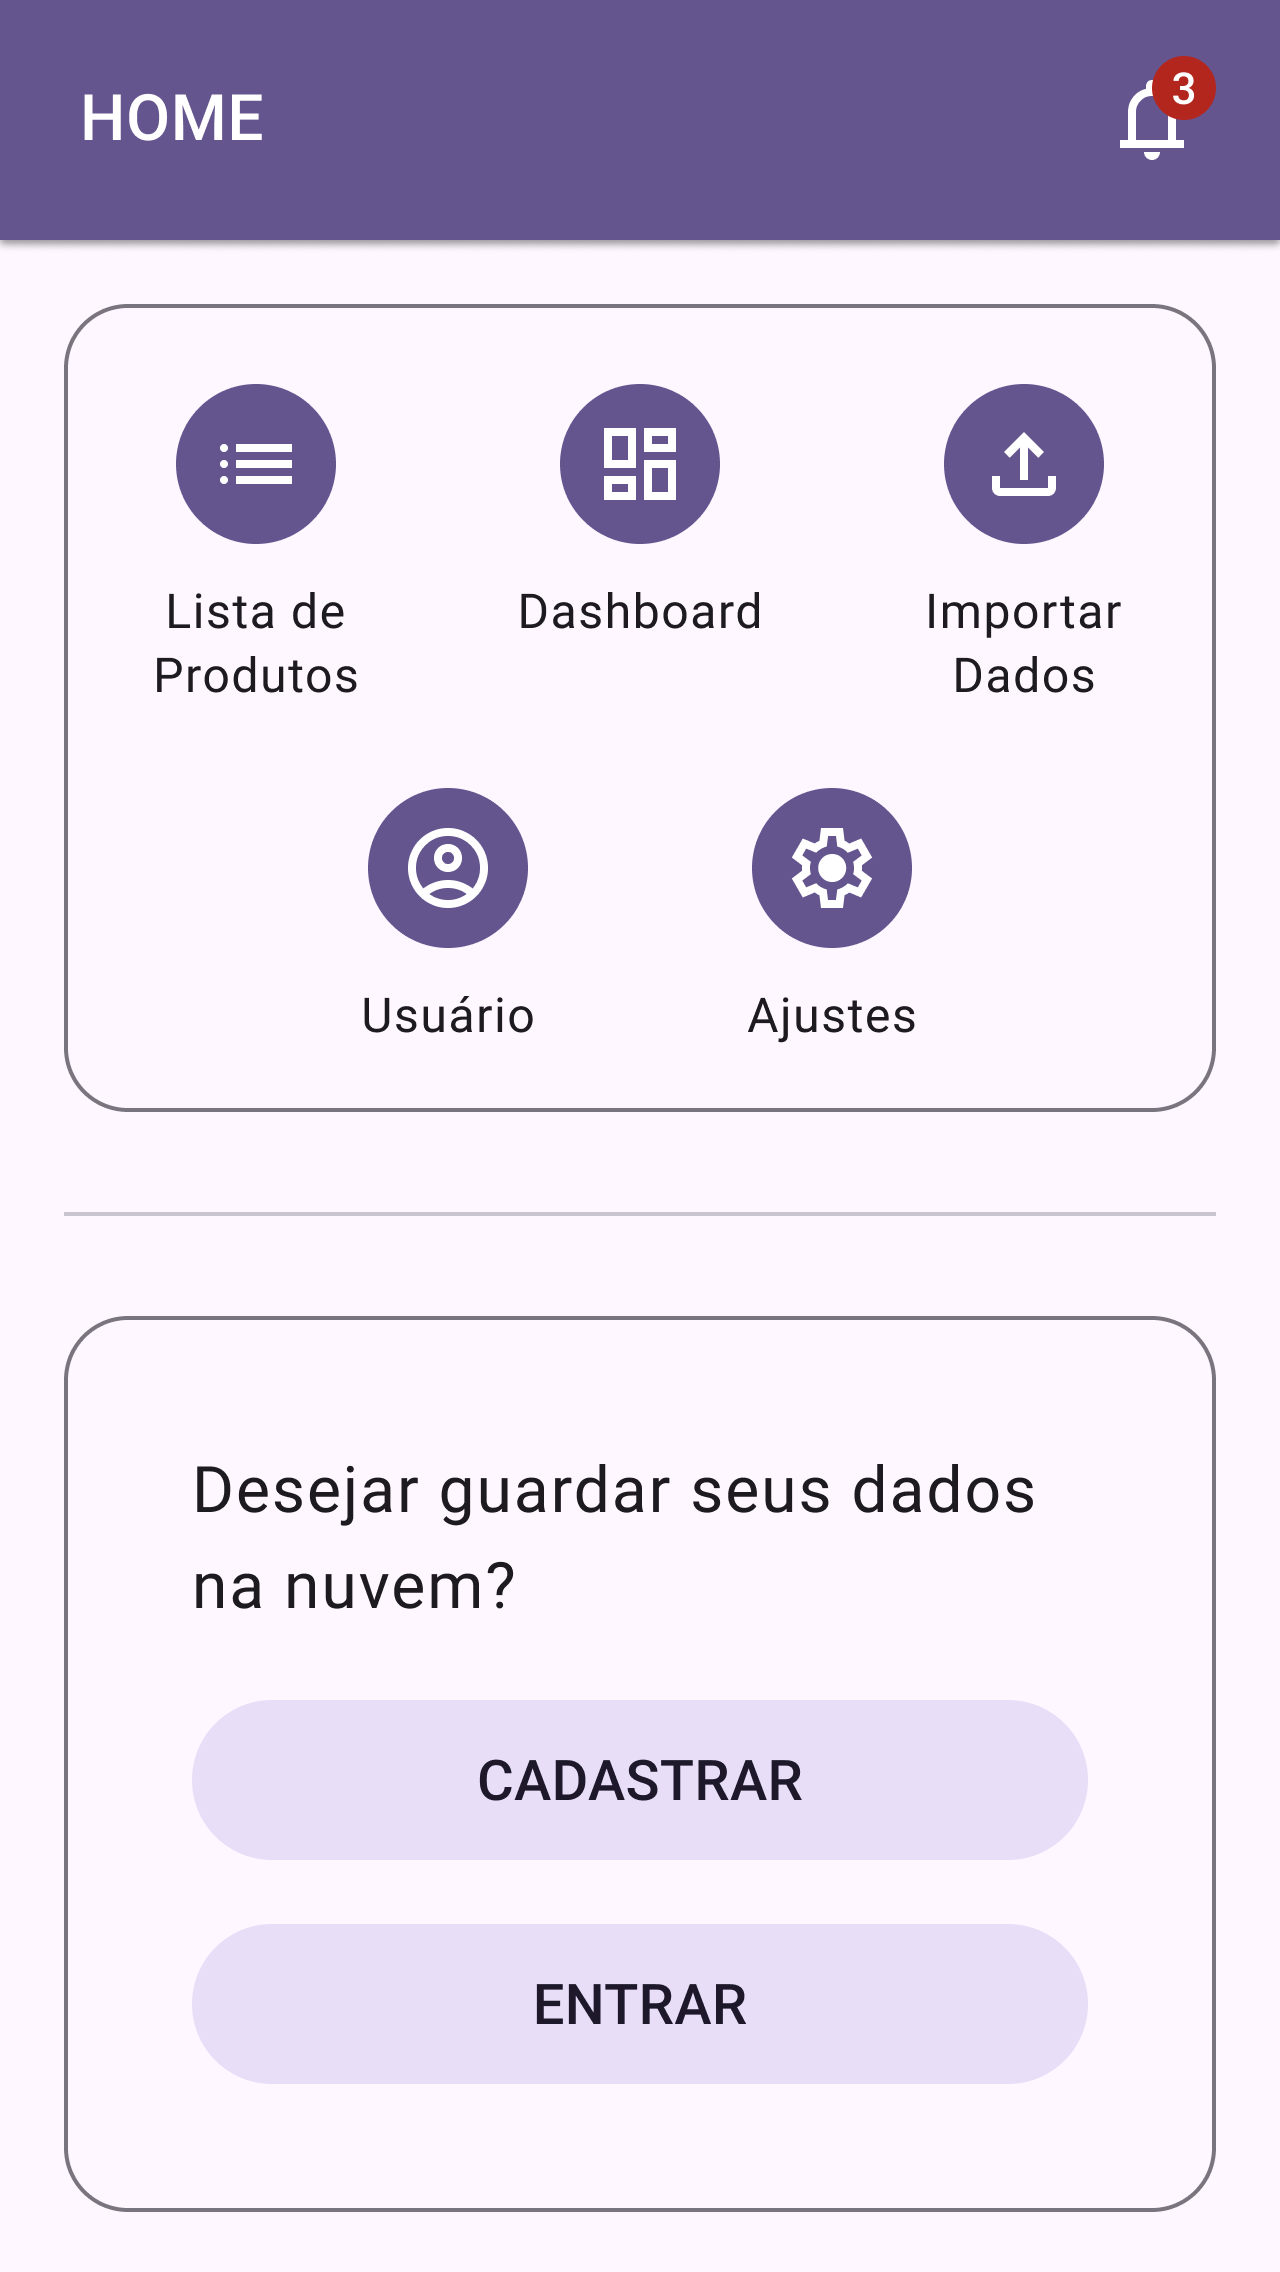 HOME
3
Lista de
Produtos
Dashboard
Importar
Dados
Usuário
Ajustes
Desejar guardar seus dados
na nuvem?
CADASTRAR
ENTRAR